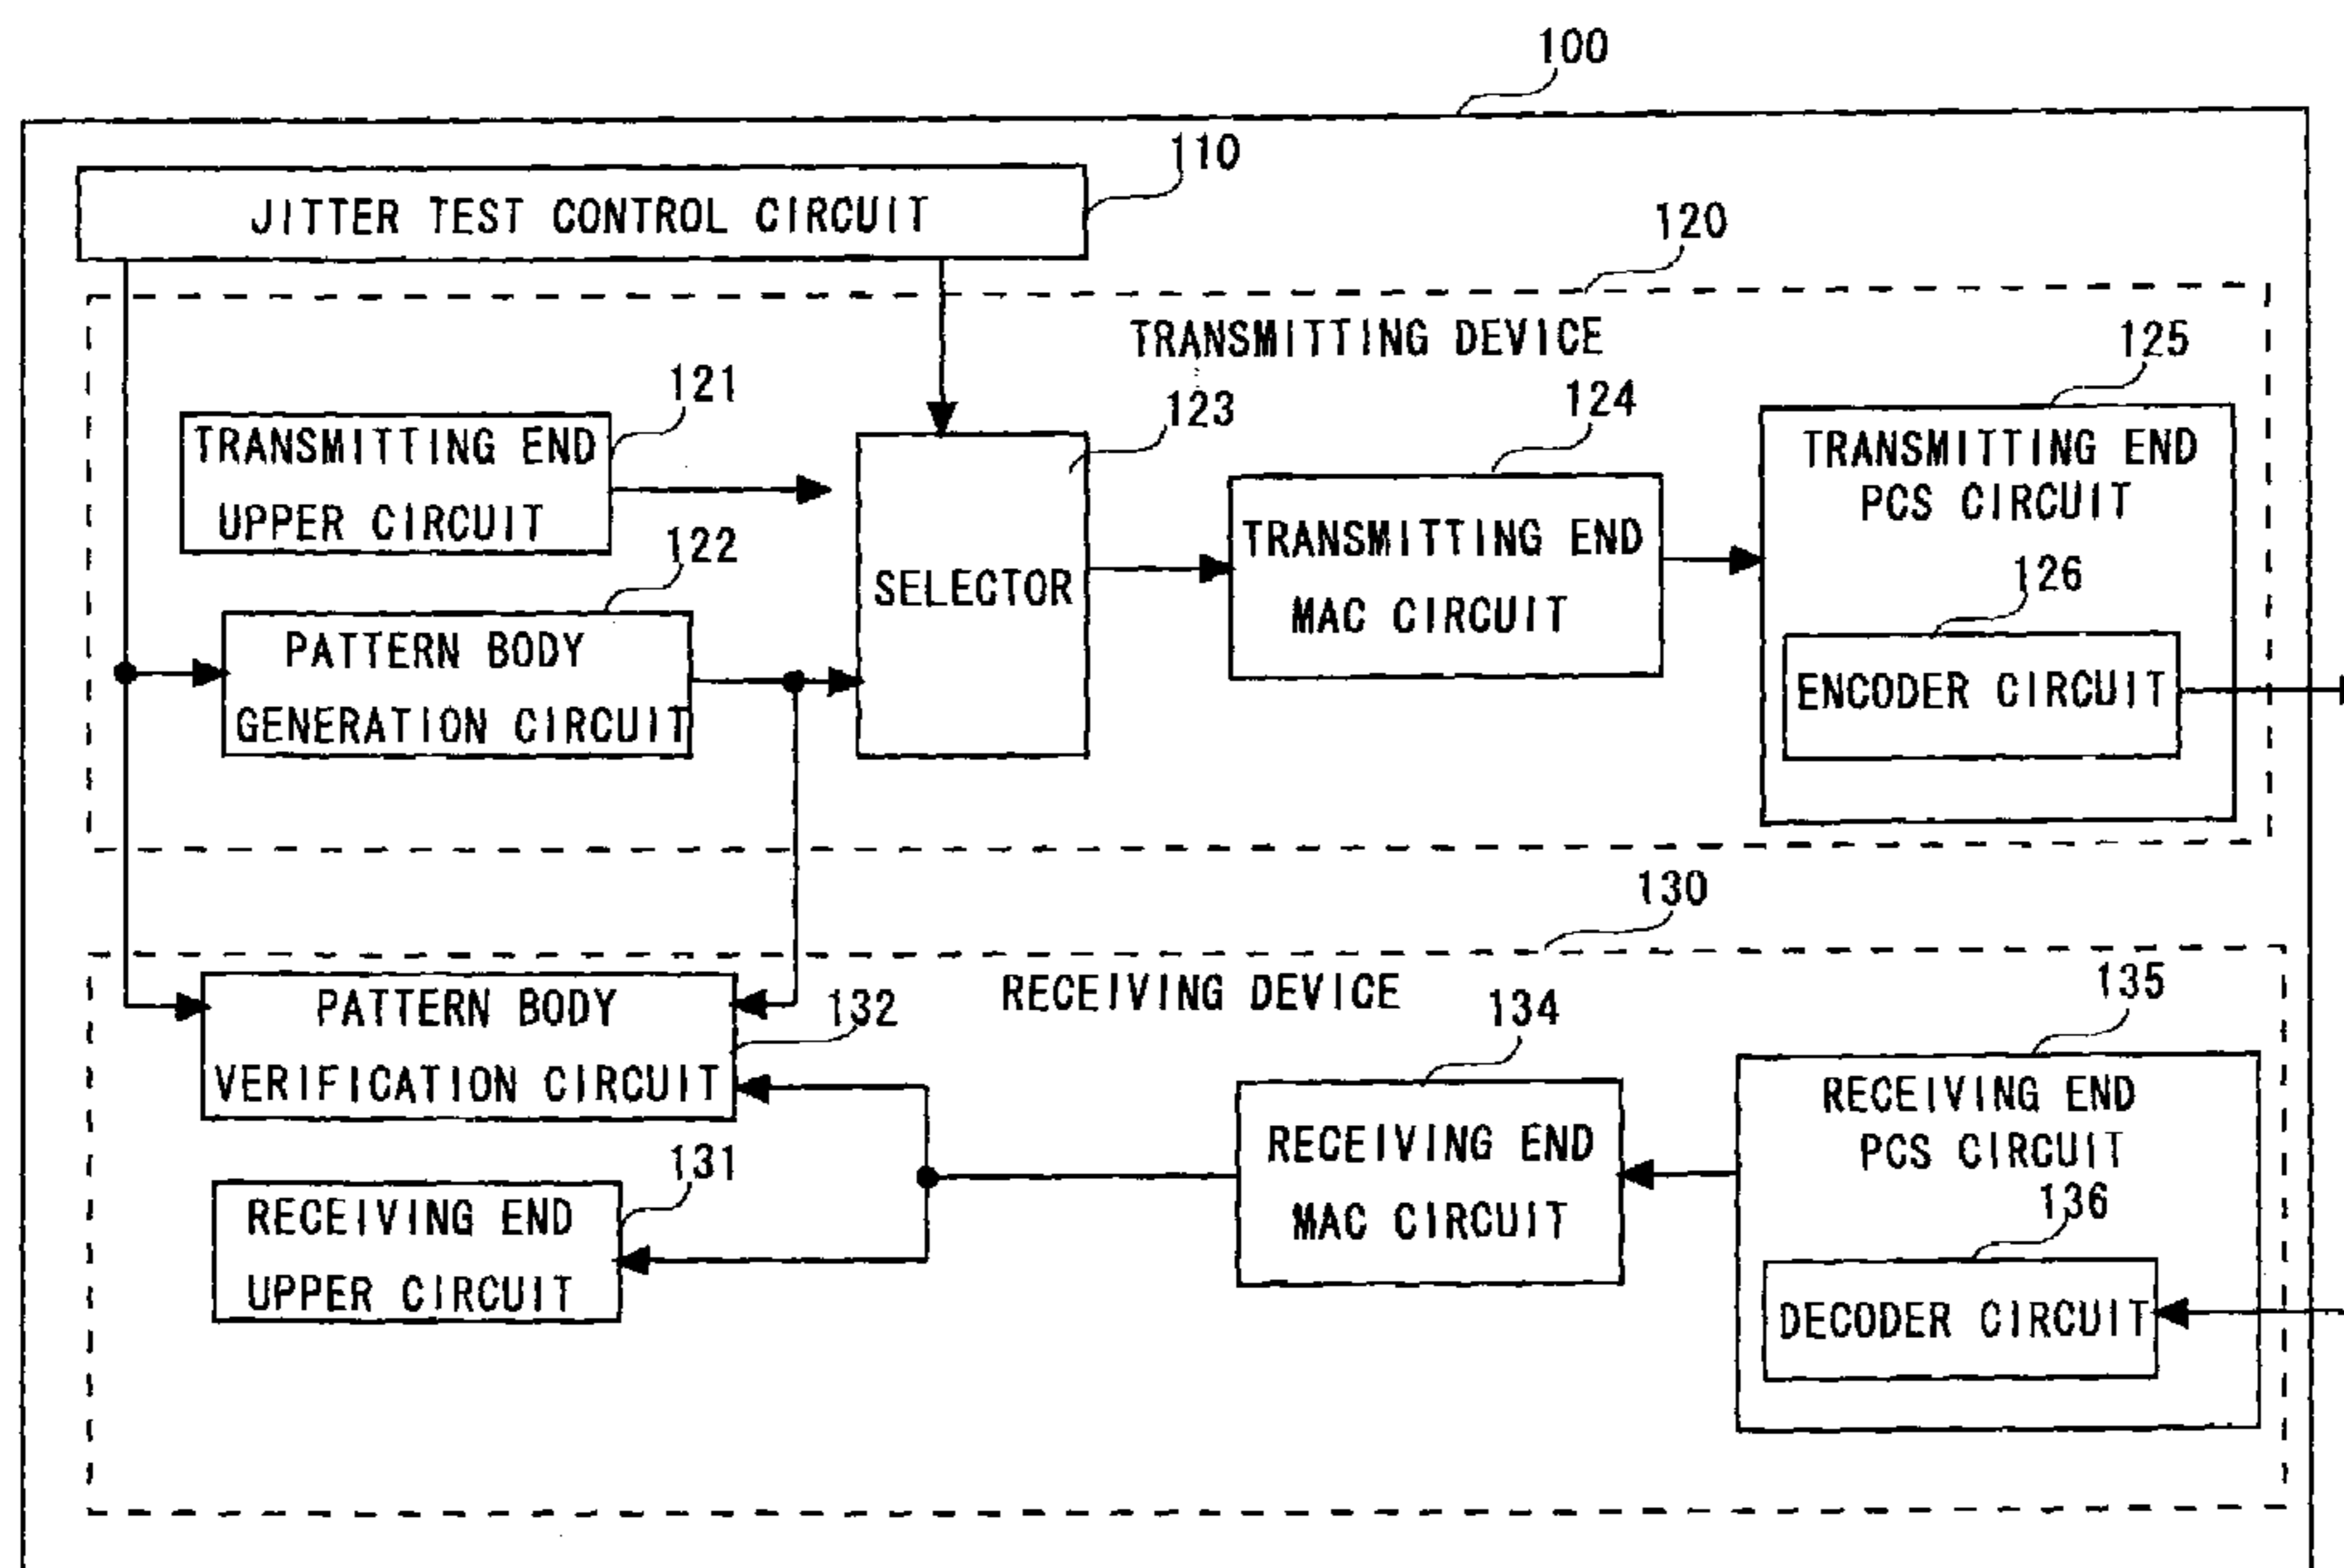 100
110
JITTER TEST CONTROL CIRCUIT
120
TRANSMITTING DEVICE
121
TRANSMITTING END
UPPER CIRCUIT
122
PATTERN BODY
GENERATION CIRCUIT
123
SELECTOR
124
TRANSMITTING END
MAC CIRCUIT
125
TRANSMITTING END
PCS CIRCUIT
126
ENCODER CIRCUIT
130
RECEIVING DEVICE
132
PATTERN BODY
VERIFICATION CIRCUIT
131
RECEIVING END
UPPER CIRCUIT
134
RECEIVING END
MAC CIRCUIT
135
RECEIVING END
PCS CIRCUIT
136
DECODER CIRCUIT